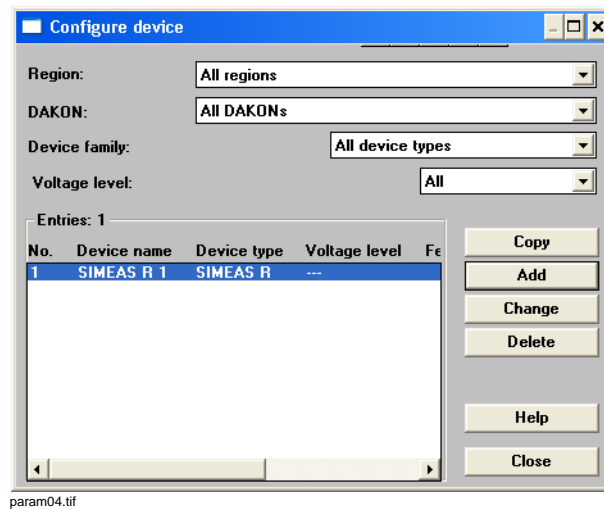 Configure device
Region: All regions
DAKON: All DAKONs
Device family: All device types
Voltage level: All
Entries: 1
No. Device name Device type Voltage level Fe
1 SIMEAS R 1 SIMEAS R ---
Copy
Add
Change
Delete
Help
Close
param04.tif